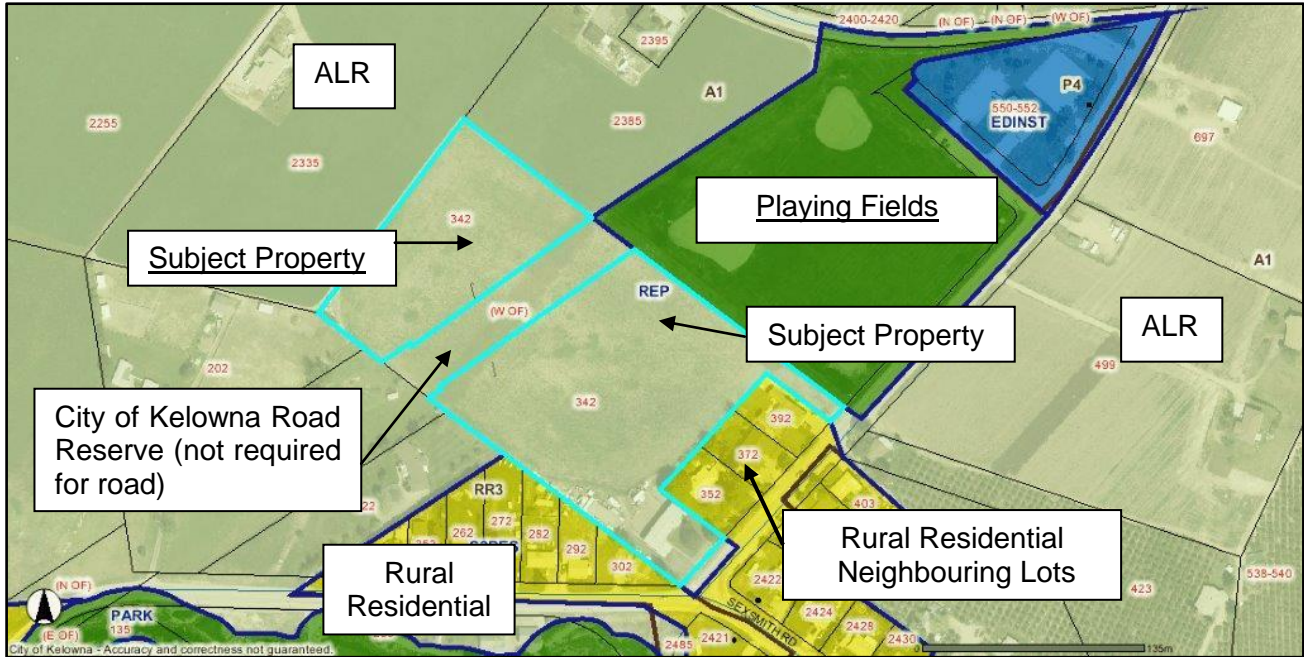 2400-2420
(N OF)
(N OF)
(W OF)
2395
ALR
A1
P4
550-552
EDINST
2255
2385
697
2335
Playing Fields
342
Subject Property
A1
REP
(W OF)
Subject Property
ALR
499
202
City of Kelowna Road
Reserve (not required
for road)
342
392
372
RR3
352
403
22
272
262
282
292
302
Rural
Residential
Rural Residential
Neighbouring Lots
2422
423
538-540
(N OF)
PARK
135
SEXSMITH RD
2424
2428
2430
(E OF)
2485
2421
0
135m
City of Kelowna - Accuracy and correctness not guaranteed.